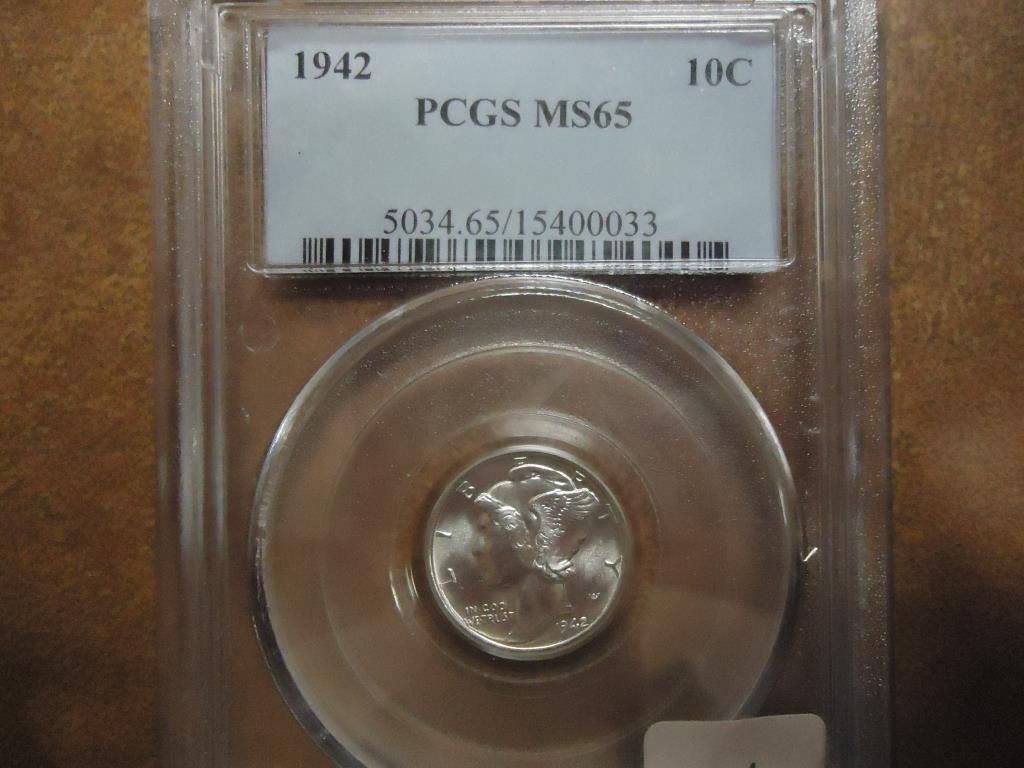 1942 10C
PCGS MS65
5034.65/15400033
LIBERTY
IN GOD
WE TRUST
1942